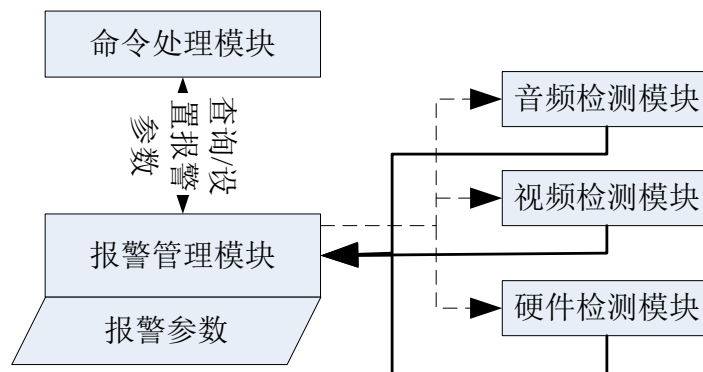 命令处理模块
查询/设
置报警
参数
音频检测模块
视频检测模块
报警管理模块
硬件检测模块
报警参数